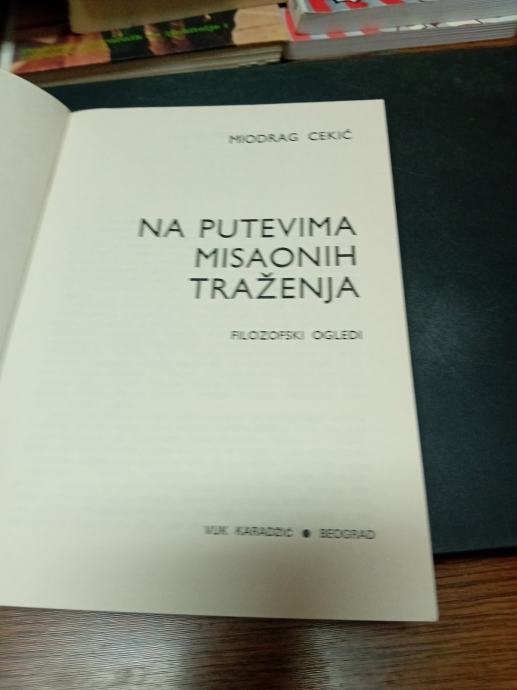 MIODRAG CEKIĆ
NA PUTEVIMA
MISAONIH
TRAŽENJA
FILOZOFSKI OGLEDI
VUK KARADŽIĆ ● BEOGRAD